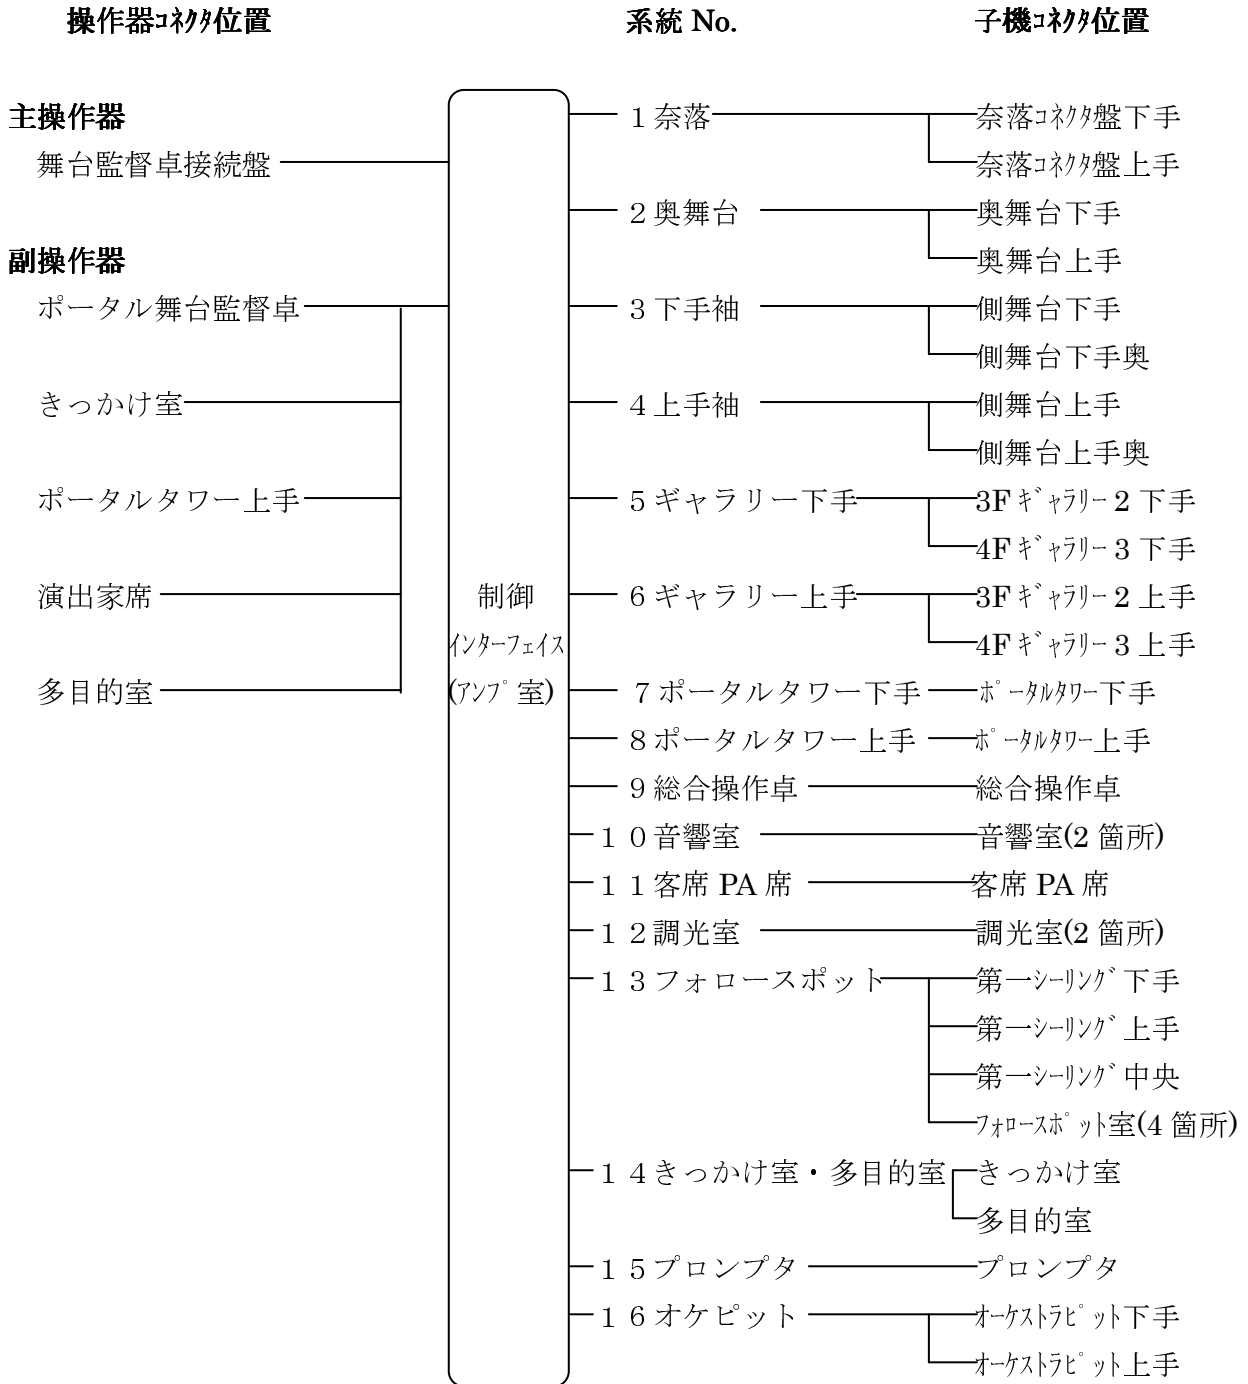 操作器ｺﾈｸﾀ位置 系統 No. 子機ｺﾈｸﾀ位置
主操作器 １奈落 奈落ｺﾈｸﾀ盤下手
舞台監督卓接続盤 奈落ｺﾈｸﾀ盤上手
２奥舞台 奥舞台下手
副操作器 奥舞台上手
ポータル舞台監督卓 ３下手袖 側舞台下手
側舞台下手奥
きっかけ室 ４上手袖 側舞台上手
側舞台上手奥
ポータルタワー上手 ５ギャラリー下手 3F ｷﾞｬﾗﾘｰ 2 下手
4F ｷﾞｬﾗﾘｰ 3 下手
演出家席 制御 ６ギャラリー上手 3F ｷﾞｬﾗﾘｰ 2 上手
ｲﾝﾀｰﾌｪｲｽ 4F ｷﾞｬﾗﾘｰ 3 上手
多目的室 (ｱﾝﾌﾟ室) ７ポータルタワー下手 ﾎﾟｰﾀﾙﾀﾜｰ下手
８ポータルタワー上手 ﾎﾟｰﾀﾙﾀﾜｰ上手
９総合操作卓 総合操作卓
１０音響室 音響室(2 箇所)
１１客席 PA 席 客席 PA 席
１２調光室 調光室(2 箇所)
１３フォロースポット 第一ｼｰﾘﾝｸﾞ下手
第一ｼｰﾘﾝｸﾞ上手
第一ｼｰﾘﾝｸﾞ中央
ﾌｫﾛｰｽﾎﾟｯﾄ室(4 箇所)
１４きっかけ室・多目的室 きっかけ室
多目的室
１５プロンプタ プロンプタ
１６オケピット ｵｰｹｽﾄﾗﾋﾟｯﾄ下手
ｵｰｹｽﾄﾗﾋﾟｯﾄ上手